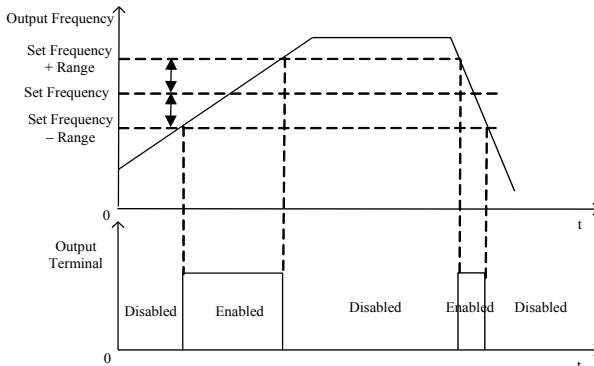 Output Frequency
Set Frequency
+ Range
Set Frequency
Set Frequency
– Range
0
t
Output
Terminal
Disabled
Enabled
Disabled
Enabled
Disabled
0
t